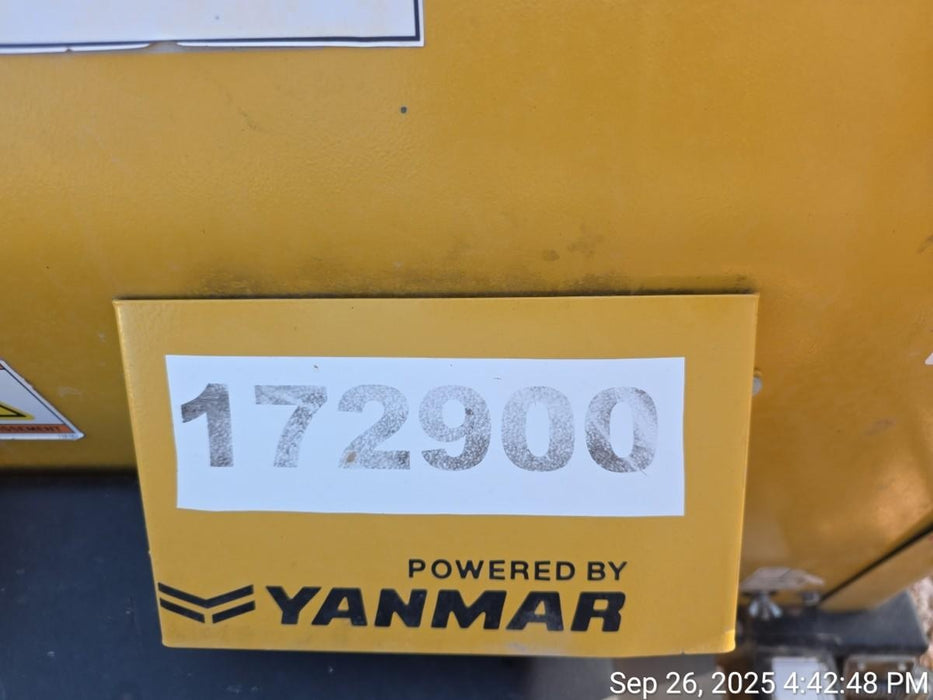 172900
POWERED BY
YANMAR
Sep 26, 2025 4:42:48 PM